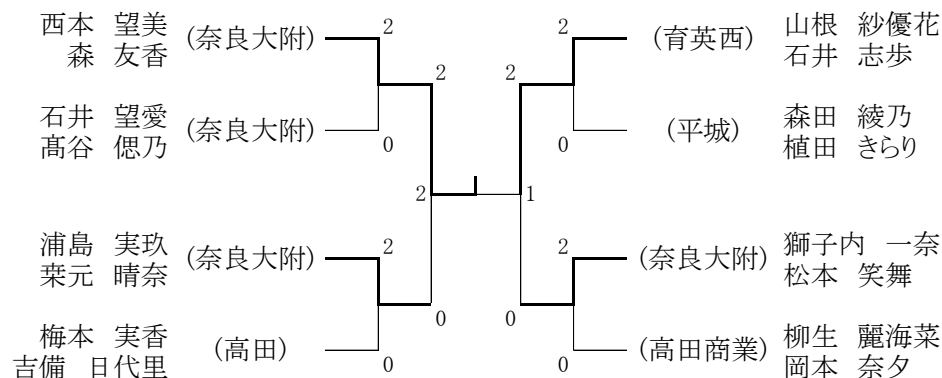 西本 望美 (奈良大附) 2
森 友香
2
石井 望愛 (奈良大附) 0
髙谷 偲乃
2
浦島 実玖 (奈良大附) 2
栞元 晴奈
0
梅本 実香 (高田) 0
吉備 日代里
2 (育英西) 山根 紗優花
石井 志歩
2
0 (平城) 森田 綾乃
植田 きらり
1
2 (奈良大附) 獅子内 一奈
松本 笑舞
0
0 (高田商業) 柳生 麗海菜
岡本 奈夕